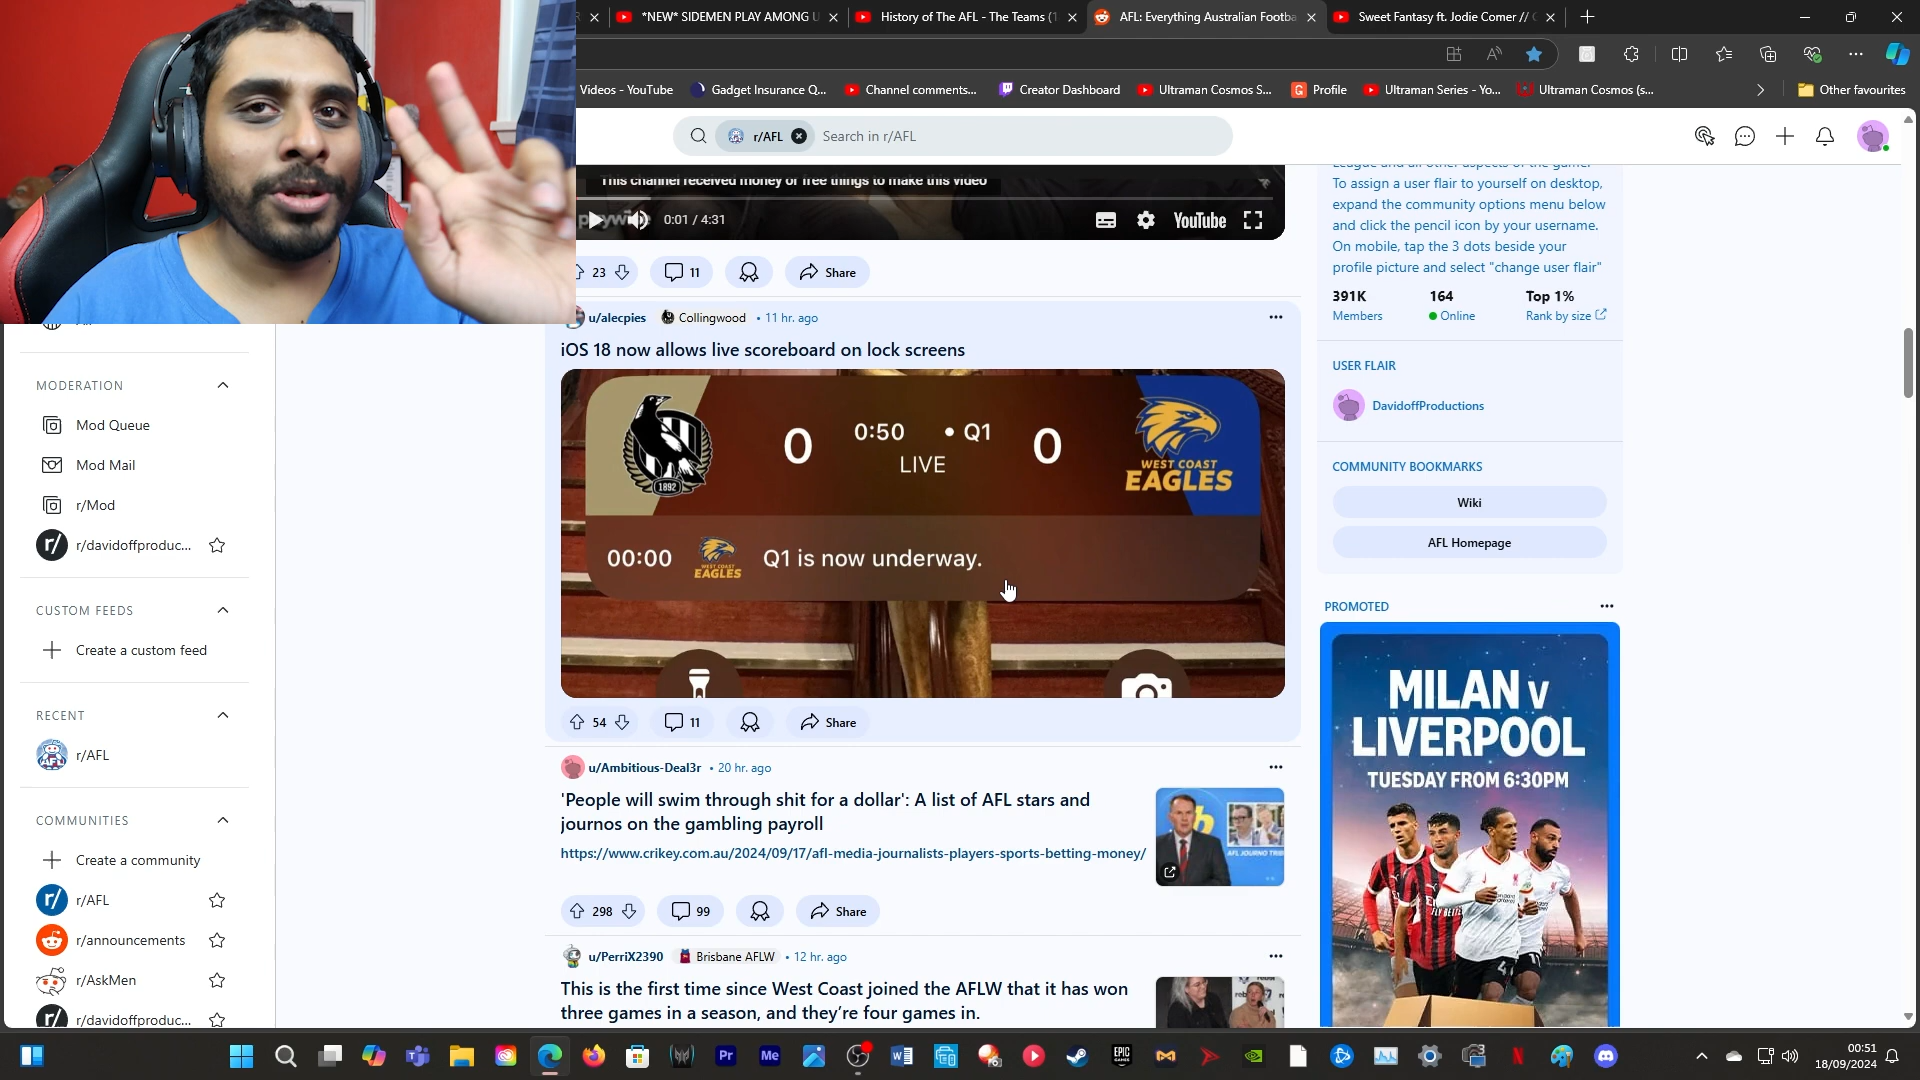 *NEW* SIDEMEN PLAY AMONG U
History of The AFL - The Teams (1
AFL: Everything Australian Footba
Sweet Fantasy ft. Jodie Comer //
Videos - YouTube
Gadget Insurance Q...
Channel comments...
Creator Dashboard
Ultraman Cosmos S...
Profile
Ultraman Series - Yo...
Ultraman Cosmos (s...
Other favourites
r/AFL
Search in r/AFL
This channel received money or free things to make this video
0:01 / 4:31
YouTube
23
11
Share
u/alecpies
Collingwood
• 11 hr. ago
iOS 18 now allows live scoreboard on lock screens
1892
0
0:50 • Q1
LIVE
0
WEST COAST
EAGLES
00:00
WEST COAST
EAGLES
Q1 is now underway.
54
11
Share
u/Ambitious-Deal3r • 20 hr. ago
'People will swim through shit for a dollar': A list of AFL stars and
journos on the gambling payroll
https://www.crikey.com.au/2024/09/17/afl-media-journalists-players-sports-betting-money/
298
99
Share
u/PerriX2390
Brisbane AFLW
• 12 hr. ago
This is the first time since West Coast joined the AFLW that it has won
three games in a season, and they're four games in.
MODERATION
Mod Queue
Mod Mail
r/Mod
r/davidoffproduc...
CUSTOM FEEDS
Create a custom feed
RECENT
r/AFL
COMMUNITIES
Create a community
r/AFL
r/announcements
r/AskMen
r/davidoffproduc...
League and all other aspects of the game.
To assign a user flair to yourself on desktop,
expand the community options menu below
and click the pencil icon by your username.
On mobile, tap the 3 dots beside your
profile picture and select "change user flair"
391K
Members
164
Online
Top 1%
Rank by size
USER FLAIR
DavidoffProductions
COMMUNITY BOOKMARKS
Wiki
AFL Homepage
PROMOTED
MILAN v
LIVERPOOL
TUESDAY FROM 6:30PM
00:51
18/09/2024